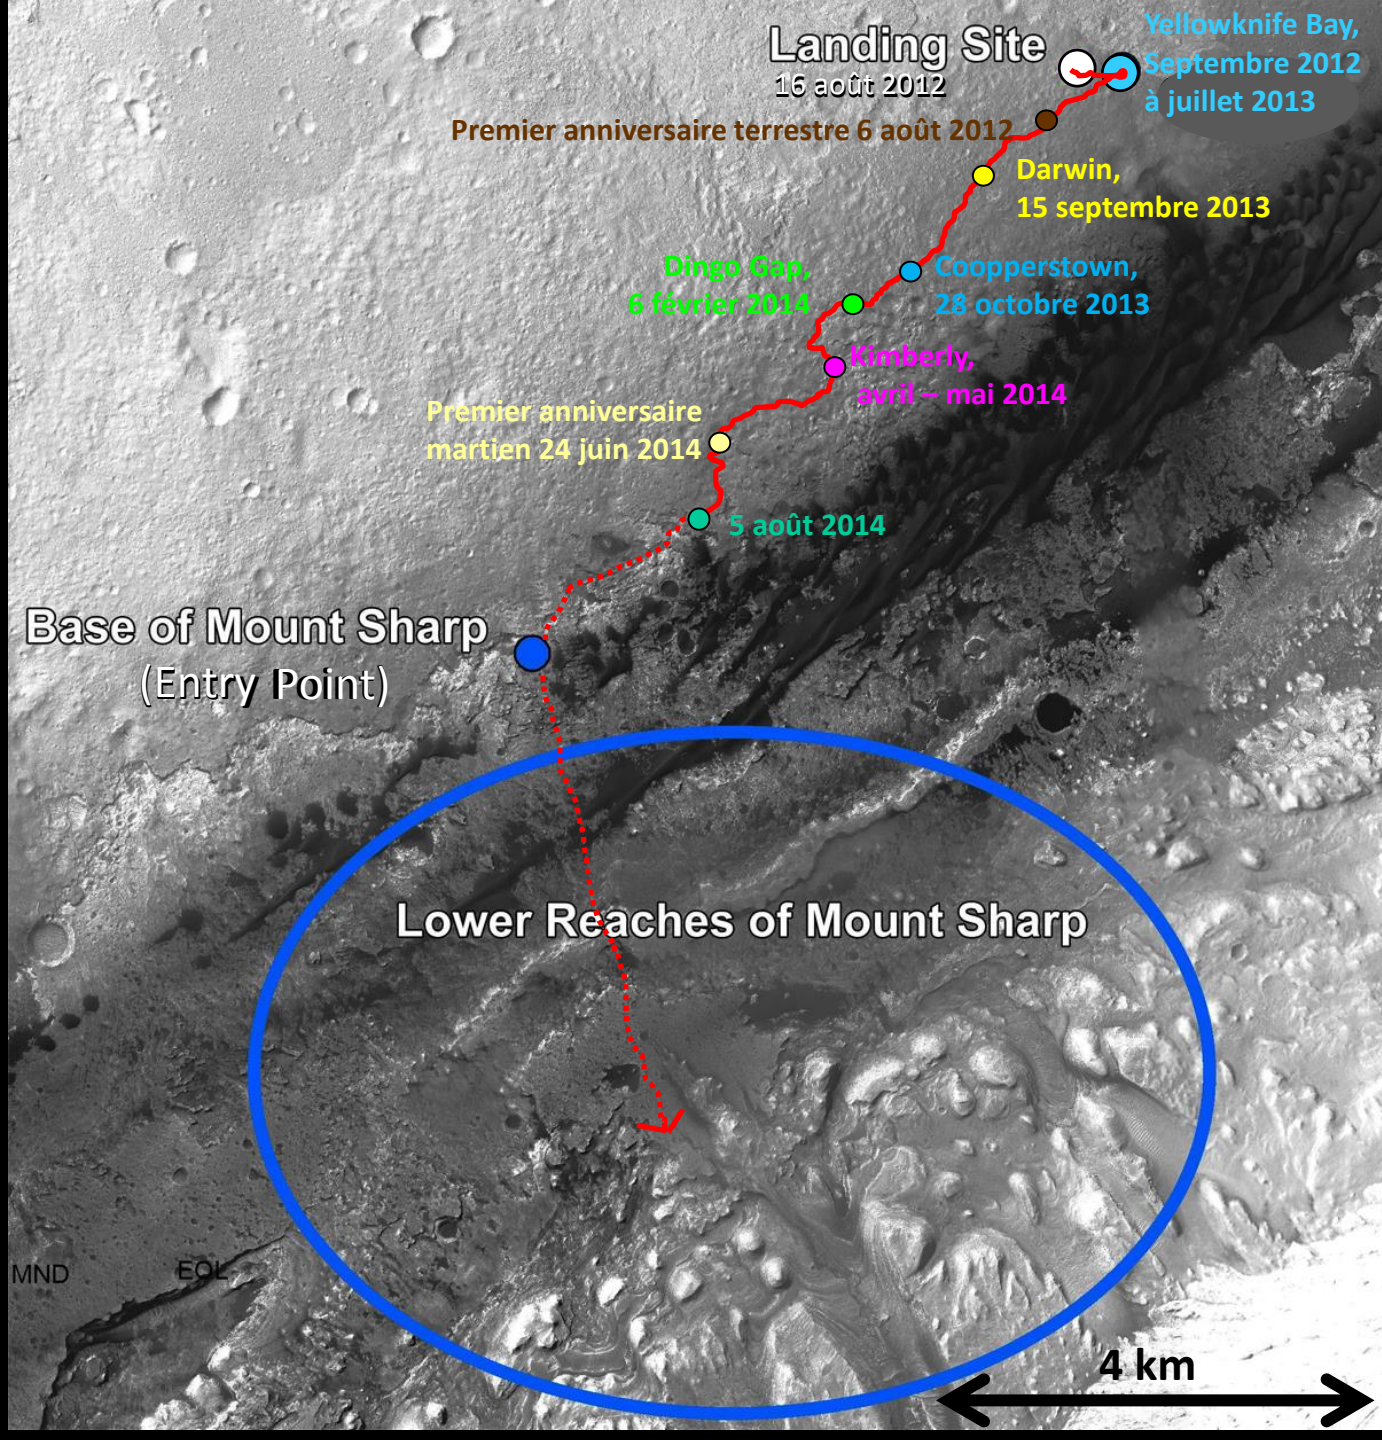 Landing Site
16 août 2012
Yellowknife Bay,
Septembre 2012
à juillet 2013
Premier anniversaire terrestre 6 août 2012
Darwin,
15 septembre 2013
Dingo Gap,
6 février 2014
Coopperstown,
28 octobre 2013
Kimberly,
avril – mai 2014
Premier anniversaire
martien 24 juin 2014
5 août 2014
Base of Mount Sharp
(Entry Point)
Lower Reaches of Mount Sharp
MND
EOL
4 km